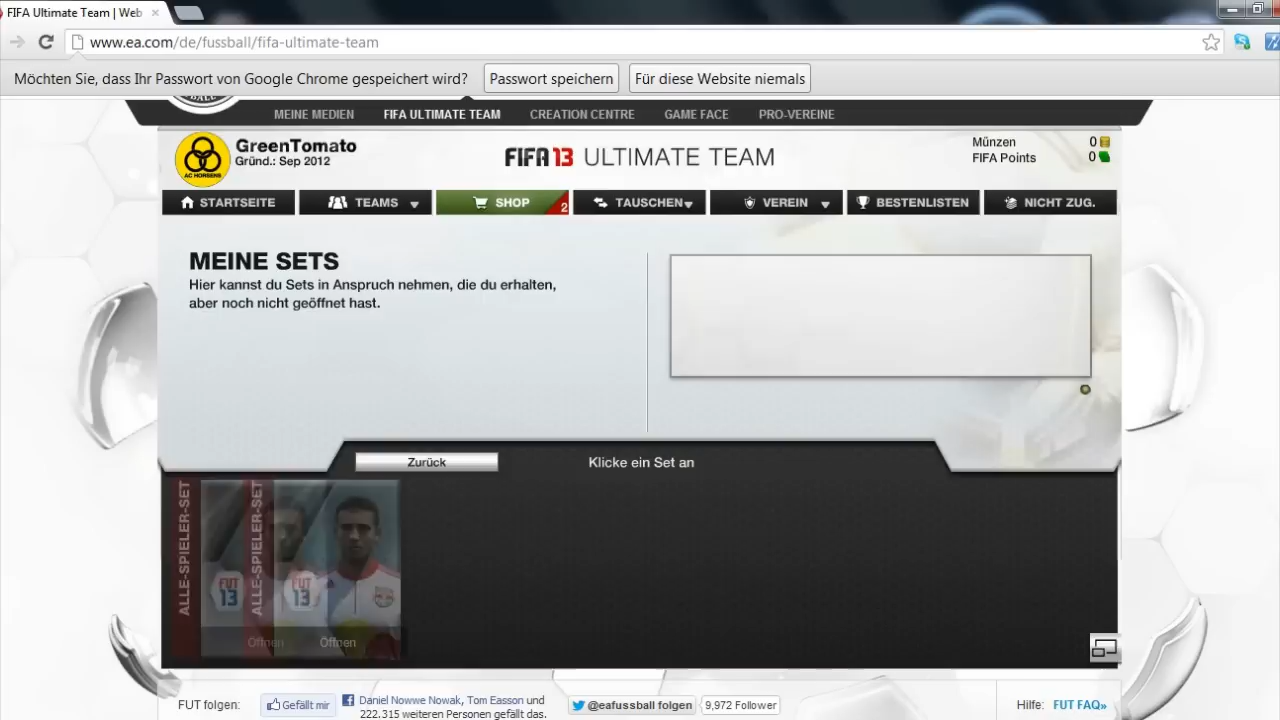 FIFA Ultimate Team | Web
www.ea.com/de/fussball/fifa-ultimate-team
Möchten Sie, dass Ihr Passwort von Google Chrome gespeichert wird? Passwort speichern Für diese Website niemals
MEINE MEDIEN FIFA ULTIMATE TEAM CREATION CENTRE GAME FACE PRO-VEREINE
AC HORSENS
GreenTomato
Gründ.: Sep 2012
FIFA 13 ULTIMATE TEAM
Münzen 0
FIFA Points 0
STARTSEITE TEAMS SHOP 2 TAUSCHEN VEREIN BESTENLISTEN NICHT ZUG.
MEINE SETS
Hier kannst du Sets in Anspruch nehmen, die du erhalten,
aber noch nicht geöffnet hast.
Zurück Klicke ein Set an
ALLE-SPIELER-SET
FUT 13
Öffnen
ALLE-SPIELER-SET
FUT 13
Öffnen
FUT folgen: Gefällt mir Daniel Nowwe Nowak, Tom Easson und
222.315 weiteren Personen gefällt das.
@eafussball folgen 9,972 Follower
Hilfe: FUT FAQ»